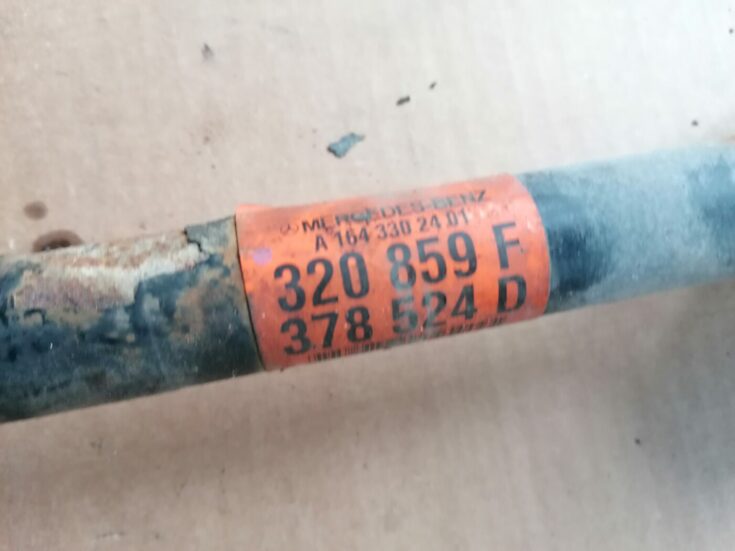 MERCEDES-BENZ
A 164 330 24 01
320 859 F
378 524 D